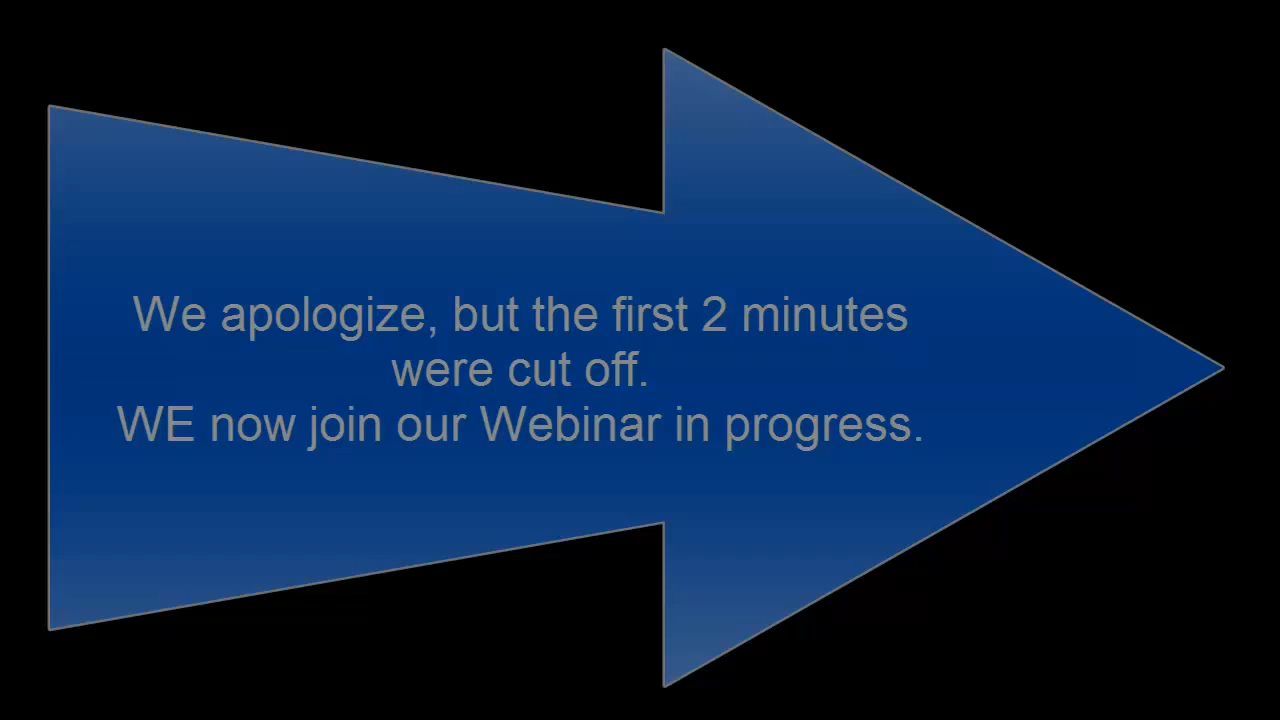 We apologize, but the first 2 minutes
were cut off.
WE now join our Webinar in progress.